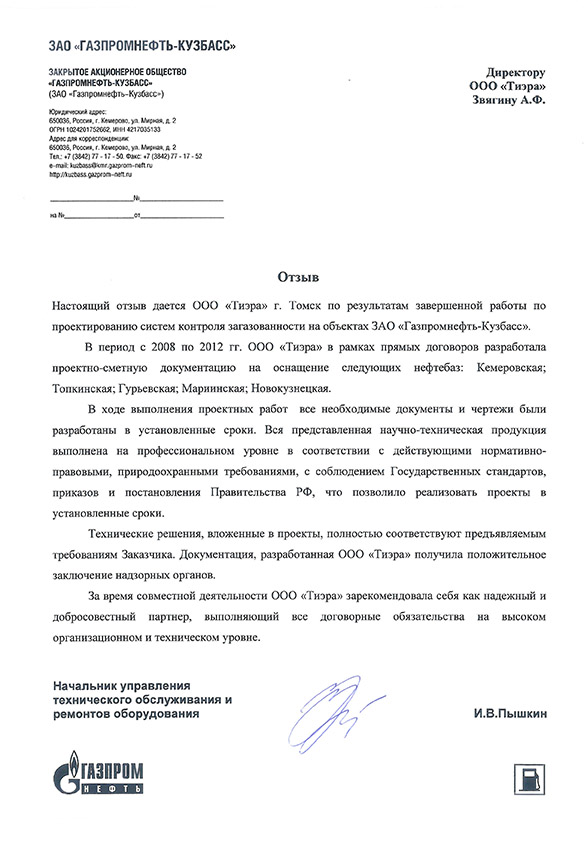 ЗАО «ГАЗПРОМНЕФТЬ-КУЗБАСС»
ЗАКРЫТОЕ АКЦИОНЕРНОЕ ОБЩЕСТВО
«ГАЗПРОМНЕФТЬ-КУЗБАСС»
(ЗАО «Газпромнефть-Кузбасс»)
Юридический адрес:
650036, Россия, г. Кемерово, ул. Мирная, д. 2
ОГРН 1024201752662, ИНН 4217035133
Адрес для корреспонденции:
650036, Россия, г. Кемерово, ул. Мирная, д. 2
Тел.: +7 (3842) 77 - 17 - 50. Факс: +7 (3842) 77 - 17 - 52
e-mail: kuzbass@kmr.gazprom-neft.ru
http://kuzbass.gazprom-neft.ru
№
на № от
Директору
ООО «Тиэра»
Звягину А.Ф.
Отзыв
Настоящий отзыв дается ООО «Тиэра» г. Томск по результатам завершенной работы по
проектированию систем контроля загазованности на объектах ЗАО «Газпромнефть-Кузбасс».
В период с 2008 по 2012 гг. ООО «Тиэра» в рамках прямых договоров разработала
проектно-сметную документацию на оснащение следующих нефтебаз: Кемеровская;
Топкинская; Гурьевская; Мариинская; Новокузнецкая.
В ходе выполнения проектных работ все необходимые документы и чертежи были
разработаны в установленные сроки. Вся представленная научно-техническая продукция
выполнена на профессиональном уровне в соответствии с действующими нормативно-
правовыми, природоохранными требованиями, с соблюдением Государственных стандартов,
приказов и постановления Правительства РФ, что позволило реализовать проекты в
установленные сроки.
Технические решения, вложенные в проекты, полностью соответствуют предъявляемым
требованиям Заказчика. Документация, разработанная ООО «Тиэра» получила положительное
заключение надзорных органов.
За время совместной деятельности ООО «Тиэра» зарекомендовала себя как надежный и
добросовестный партнер, выполняющий все договорные обязательства на высоком
организационном и техническом уровне.
Начальник управления
технического обслуживания и
ремонтов оборудования
И.В.Пышкин
ГАЗПРОМ
НЕФТЬ